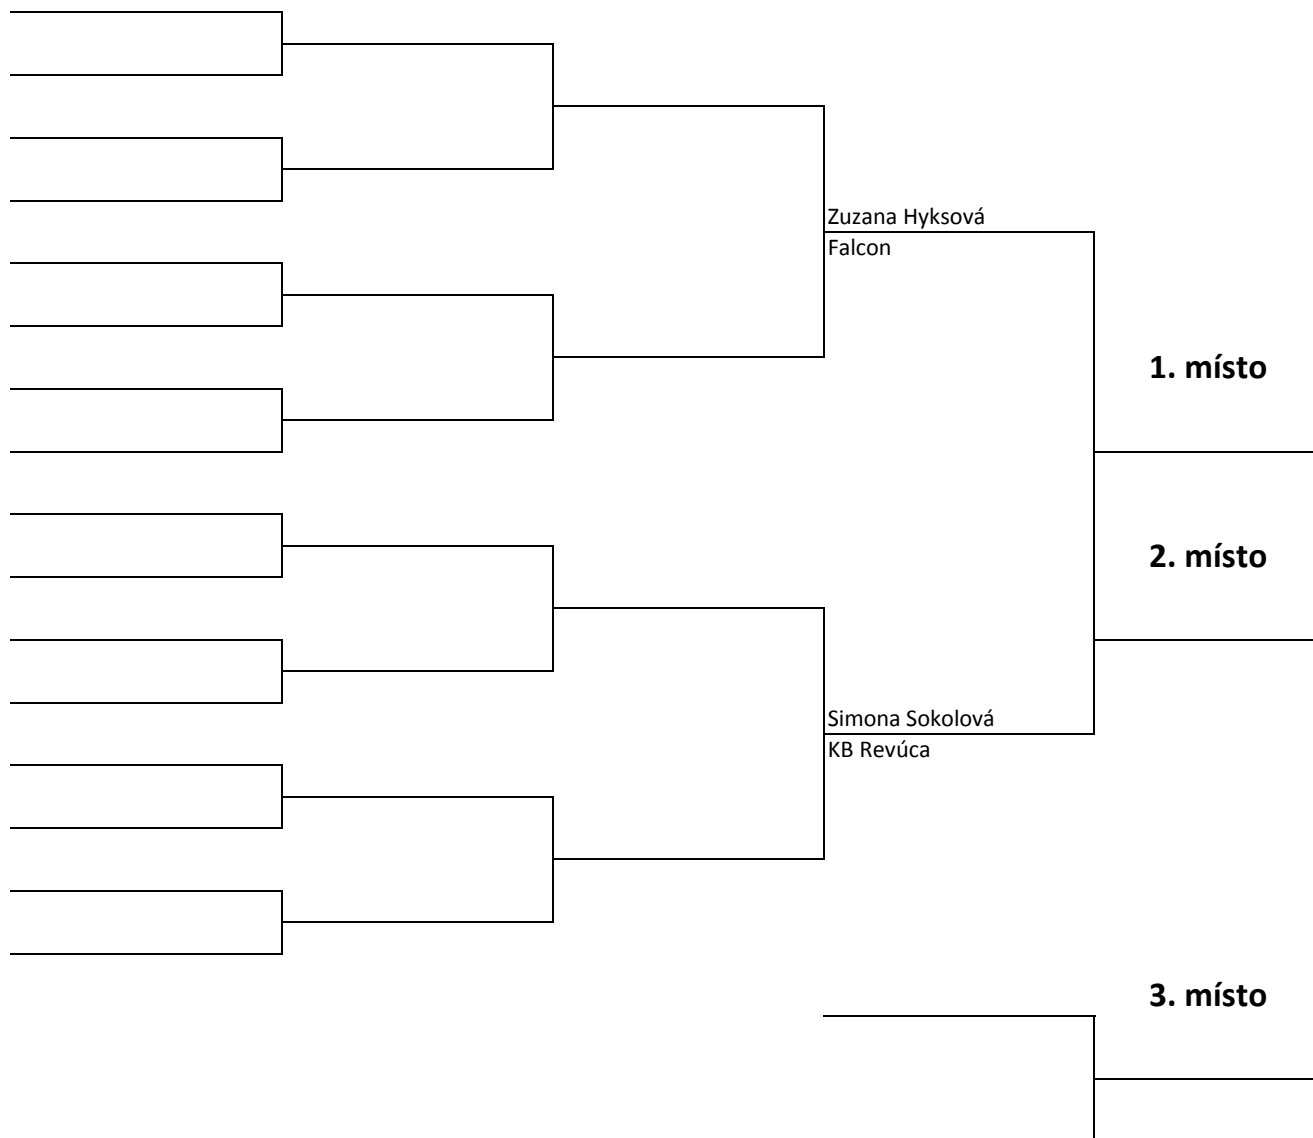 Zuzana Hyksová
Falcon
1. místo
2. místo
Simona Sokolová
KB Revúca
3. místo